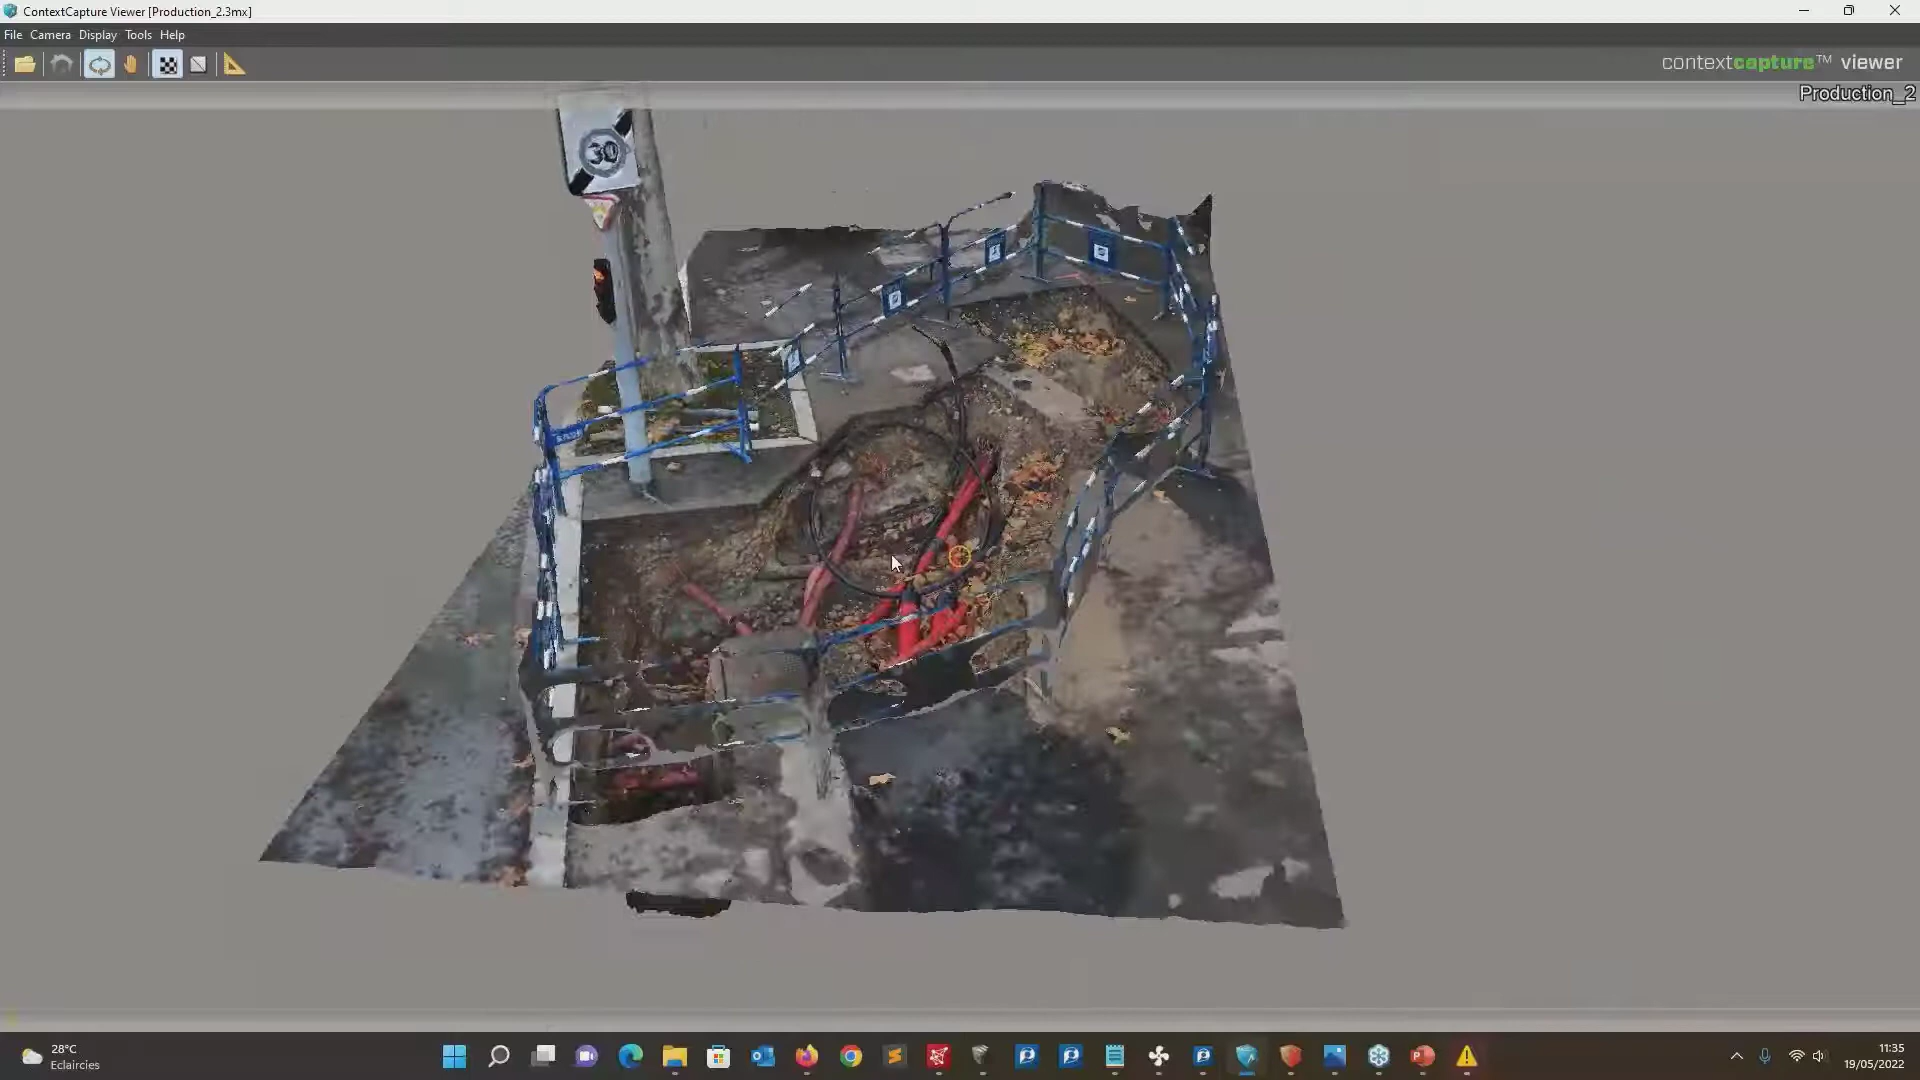 ContextCapture Viewer [Production_2.3mx]
File Camera Display Tools Help
contextcapture™ viewer
Production_2
30
28°C
Eclaircies
11:35
19/05/2022